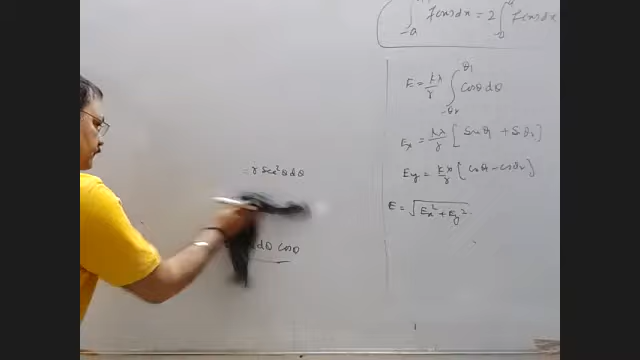 ∫_{-a}^{a} f(x) dx = 2 ∫_{0}^{a} f(x) dx
E = kλ/r ∫_{-θ₂}^{θ₁} cosθ dθ
= r sec²θ dθ
Eₓ = kλ/r [ Sinθ₁ + Sinθ₂ ]
E_y = kλ/r [ cosθ₁ - cosθ₂ ]
E = √(Eₓ² + E_y²)
dθ cosθ